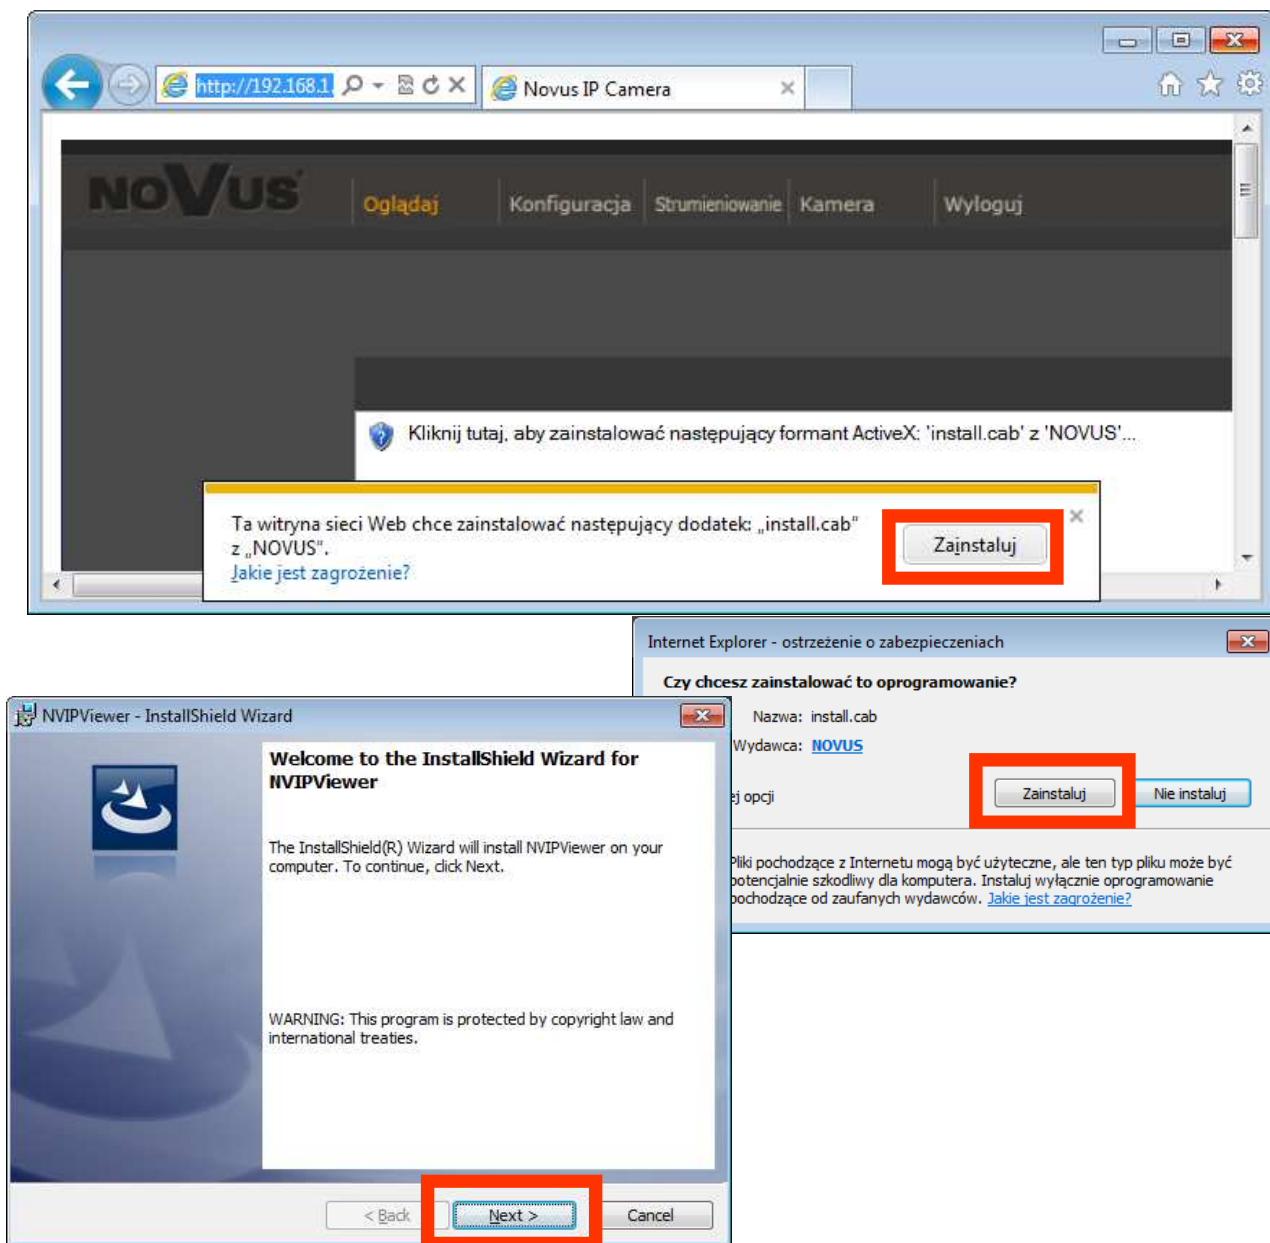 http://192.168.1.
Novus IP Camera
NOVUS
Oglądaj
Konfiguracja
Strumieniowanie
Kamera
Wyloguj
Kliknij tutaj, aby zainstalować następujący formant ActiveX: 'install.cab' z 'NOVUS'...
Ta witryna sieci Web chce zainstalować następujący dodatek: „install.cab”
z „NOVUS”.
Jakie jest zagrożenie?
Zainstaluj
Internet Explorer - ostrzeżenie o zabezpieczeniach
Czy chcesz zainstalować to oprogramowanie?
Nazwa: install.cab
Wydawca: NOVUS
ej opcji
Zainstaluj
Nie instaluj
Pliki pochodzące z Internetu mogą być użyteczne, ale ten typ pliku może być
potencjalnie szkodliwy dla komputera. Instaluj wyłącznie oprogramowanie
pochodzące od zaufanych wydawców. Jakie jest zagrożenie?
NVIPViewer - InstallShield Wizard
Welcome to the InstallShield Wizard for
NVIPViewer
The InstallShield(R) Wizard will install NVIPViewer on your
computer. To continue, click Next.
WARNING: This program is protected by copyright law and
international treaties.
< Back
Next >
Cancel